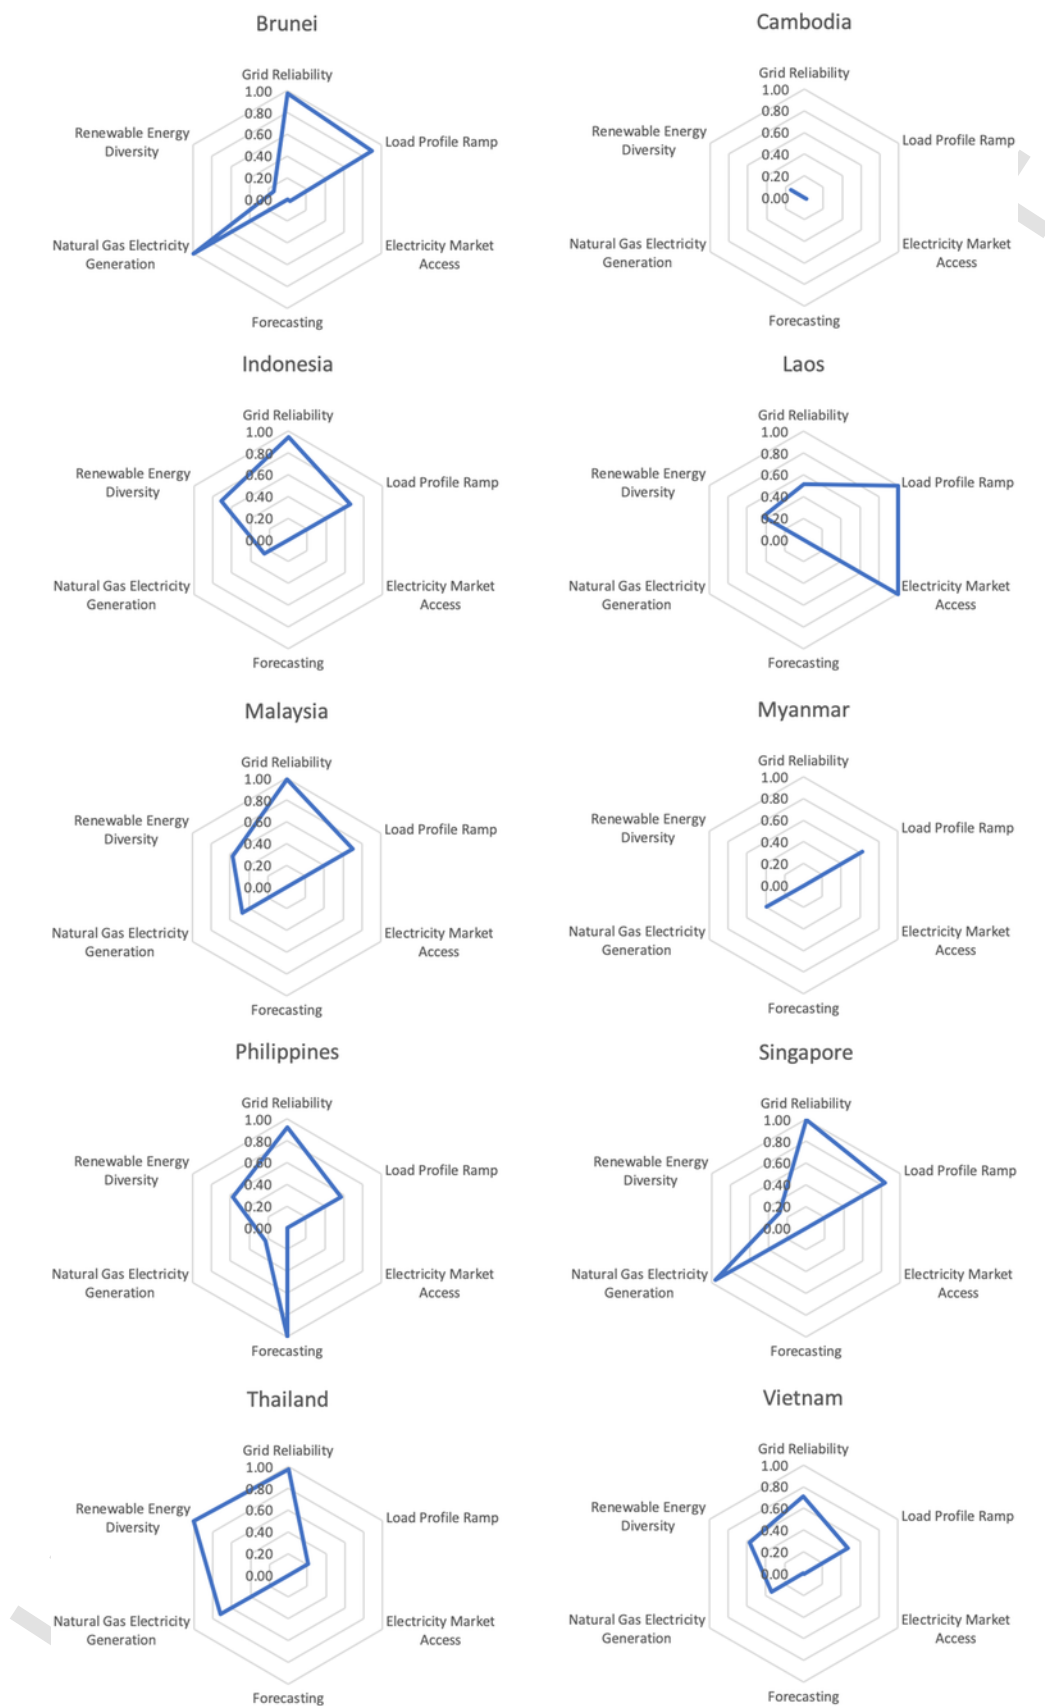 Brunei
Grid Reliability
1.00
0.80
0.60
0.40
0.20
0.00
Load Profile Ramp
Electricity Market
Access
Forecasting
Natural Gas Electricity
Generation
Renewable Energy
Diversity
Cambodia
Grid Reliability
1.00
0.80
0.60
0.40
0.20
0.00
Load Profile Ramp
Electricity Market
Access
Forecasting
Natural Gas Electricity
Generation
Renewable Energy
Diversity
Indonesia
Grid Reliability
1.00
0.80
0.60
0.40
0.20
0.00
Load Profile Ramp
Electricity Market
Access
Forecasting
Natural Gas Electricity
Generation
Renewable Energy
Diversity
Laos
Grid Reliability
1.00
0.80
0.60
0.40
0.20
0.00
Load Profile Ramp
Electricity Market
Access
Forecasting
Natural Gas Electricity
Generation
Renewable Energy
Diversity
Malaysia
Grid Reliability
1.00
0.80
0.60
0.40
0.20
0.00
Load Profile Ramp
Electricity Market
Access
Forecasting
Natural Gas Electricity
Generation
Renewable Energy
Diversity
Myanmar
Grid Reliability
1.00
0.80
0.60
0.40
0.20
0.00
Load Profile Ramp
Electricity Market
Access
Forecasting
Natural Gas Electricity
Generation
Renewable Energy
Diversity
Philippines
Grid Reliability
1.00
0.80
0.60
0.40
0.20
0.00
Load Profile Ramp
Electricity Market
Access
Forecasting
Natural Gas Electricity
Generation
Renewable Energy
Diversity
Singapore
Grid Reliability
1.00
0.80
0.60
0.40
0.20
0.00
Load Profile Ramp
Electricity Market
Access
Forecasting
Natural Gas Electricity
Generation
Renewable Energy
Diversity
Thailand
Grid Reliability
1.00
0.80
0.60
0.40
0.20
0.00
Load Profile Ramp
Electricity Market
Access
Forecasting
Natural Gas Electricity
Generation
Renewable Energy
Diversity
Vietnam
Grid Reliability
1.00
0.80
0.60
0.40
0.20
0.00
Load Profile Ramp
Electricity Market
Access
Forecasting
Natural Gas Electricity
Generation
Renewable Energy
Diversity